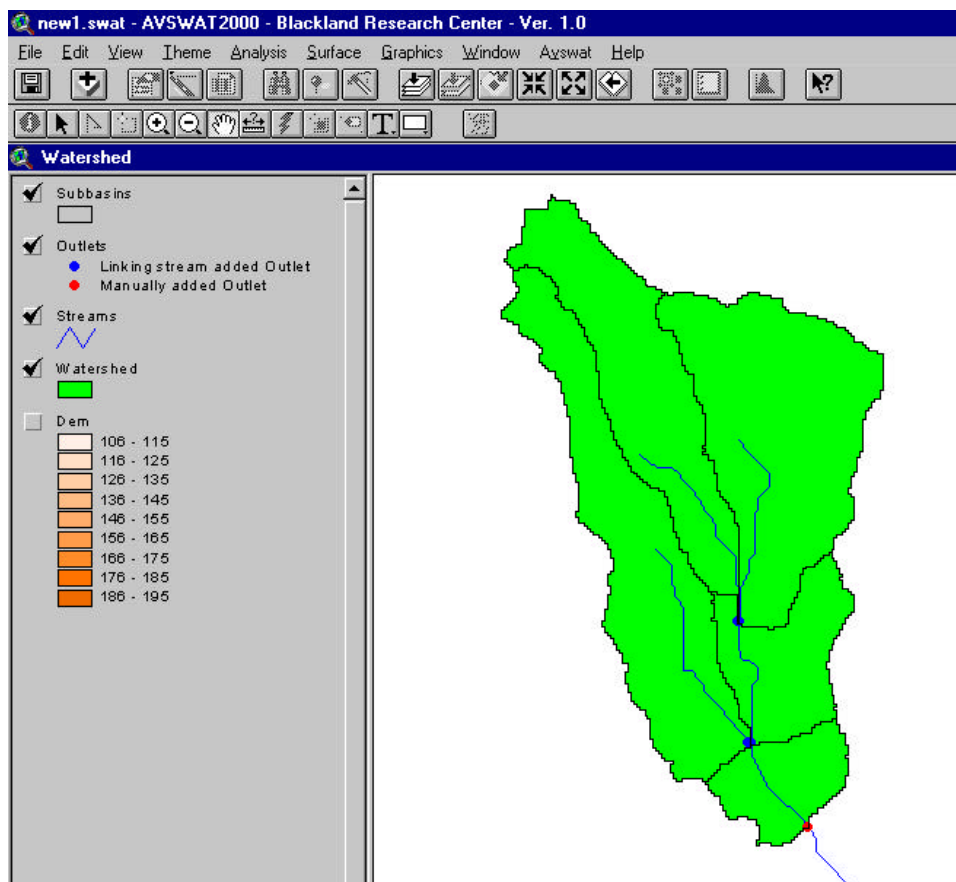 new1.swat - AVSWAT2000 - Blackland Research Center - Ver. 1.0
File Edit View Theme Analysis Surface Graphics Window Avswat Help
T
Watershed
Subbasins
Outlets
Linking stream added Outlet
Manually added Outlet
Streams
Watershed
Dem
106 - 115
116 - 125
126 - 135
136 - 145
146 - 155
156 - 165
166 - 175
176 - 185
186 - 195